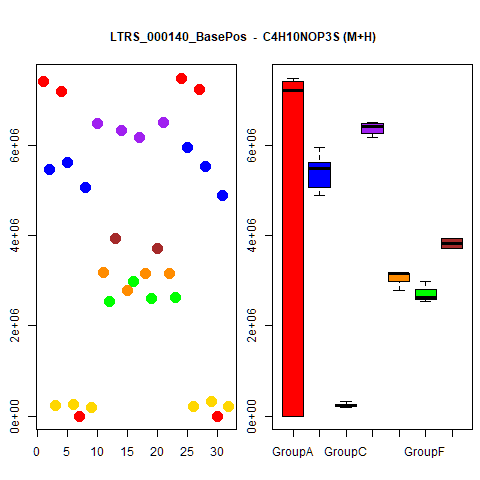 LTRS_000140_BasePos - C4H10NOP3S (M+H)
6e+06
4e+06
2e+06
0e+00
0 5 10 15 20 25 30
6e+06
4e+06
2e+06
0e+00
GroupA GroupC GroupF